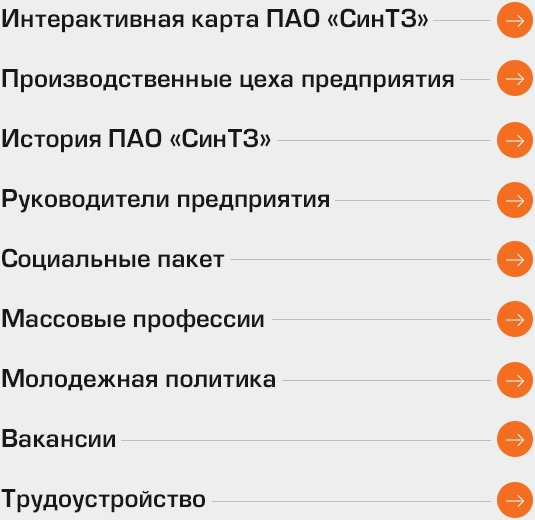 Интерактивная карта ПАО «СинТЗ»
Производственные цеха предприятия
История ПАО «СинТЗ»
Руководители предприятия
Социальные пакет
Массовые профессии
Молодежная политика
Вакансии
Трудоустройство